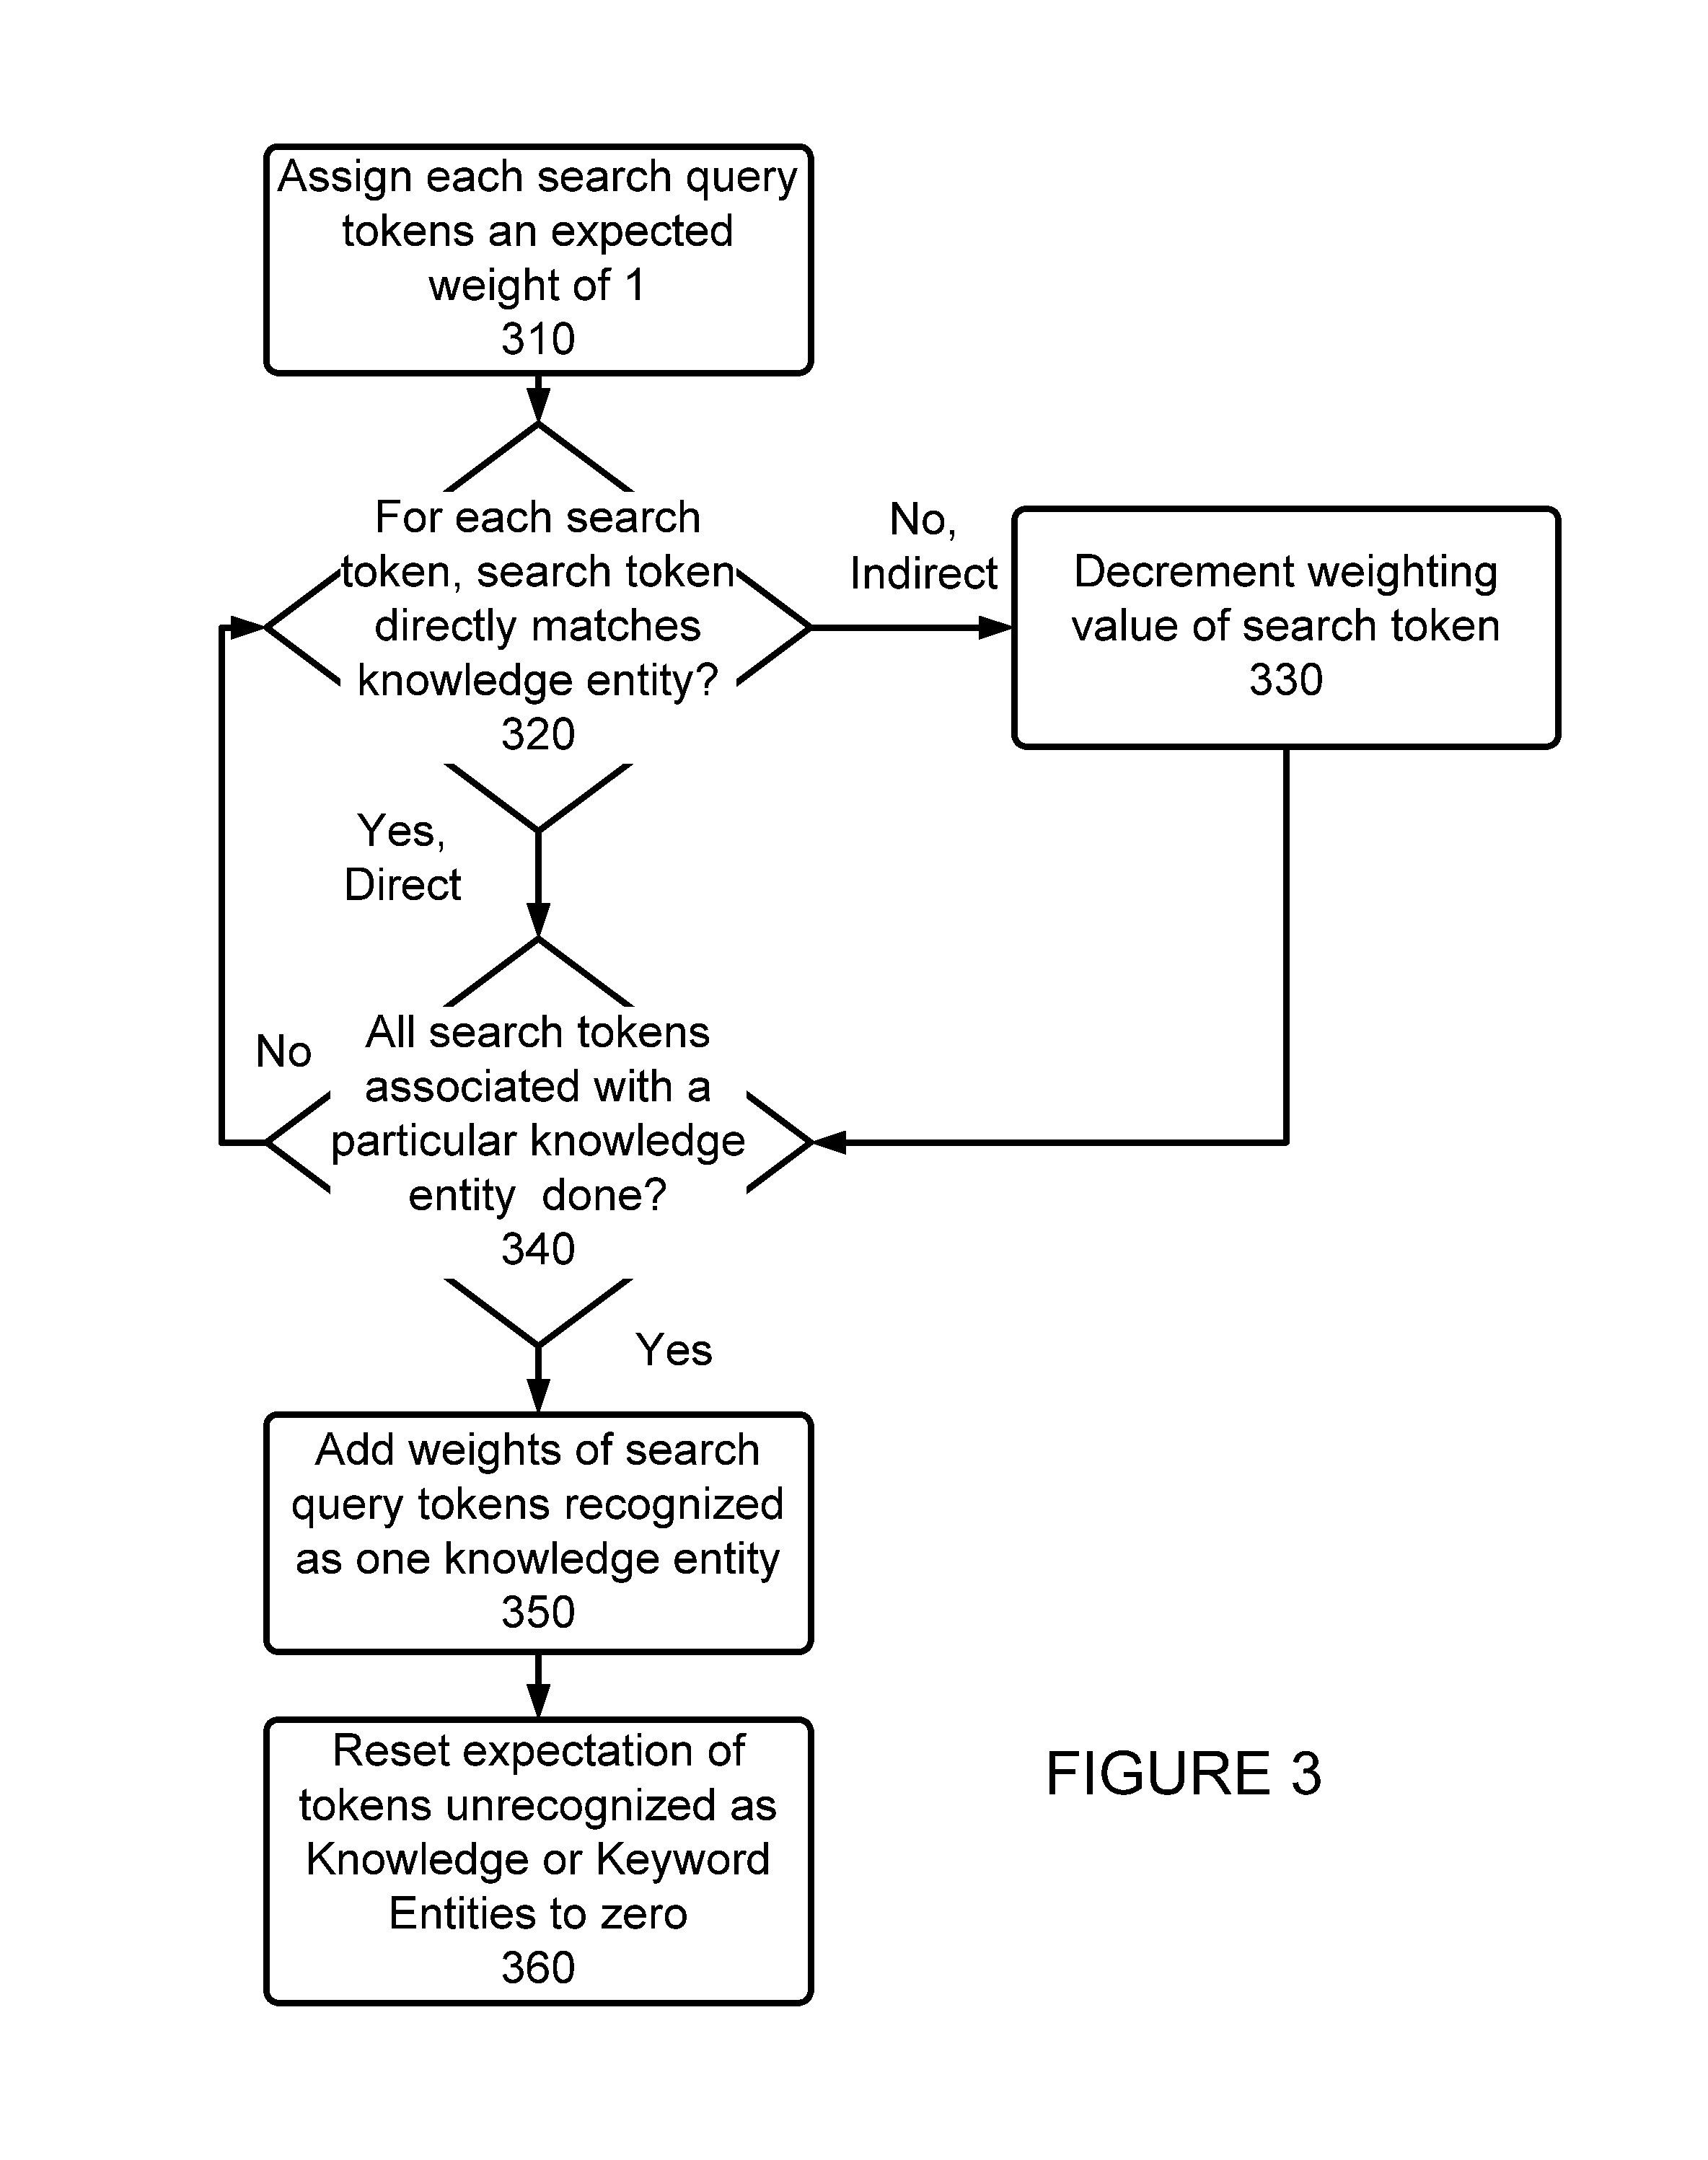 Assign each search query
tokens an expected
weight of 1
310
For each search
token, search token
directly matches
knowledge entity?
320
No,
Indirect
Decrement weighting
value of search token
330
Yes,
Direct
No
All search tokens
associated with a
particular knowledge
entity  done?
340
Yes
Add weights of search
query tokens recognized
as one knowledge entity
350
Reset expectation of
tokens unrecognized as
Knowledge or Keyword
Entities to zero
360
FIGURE 3